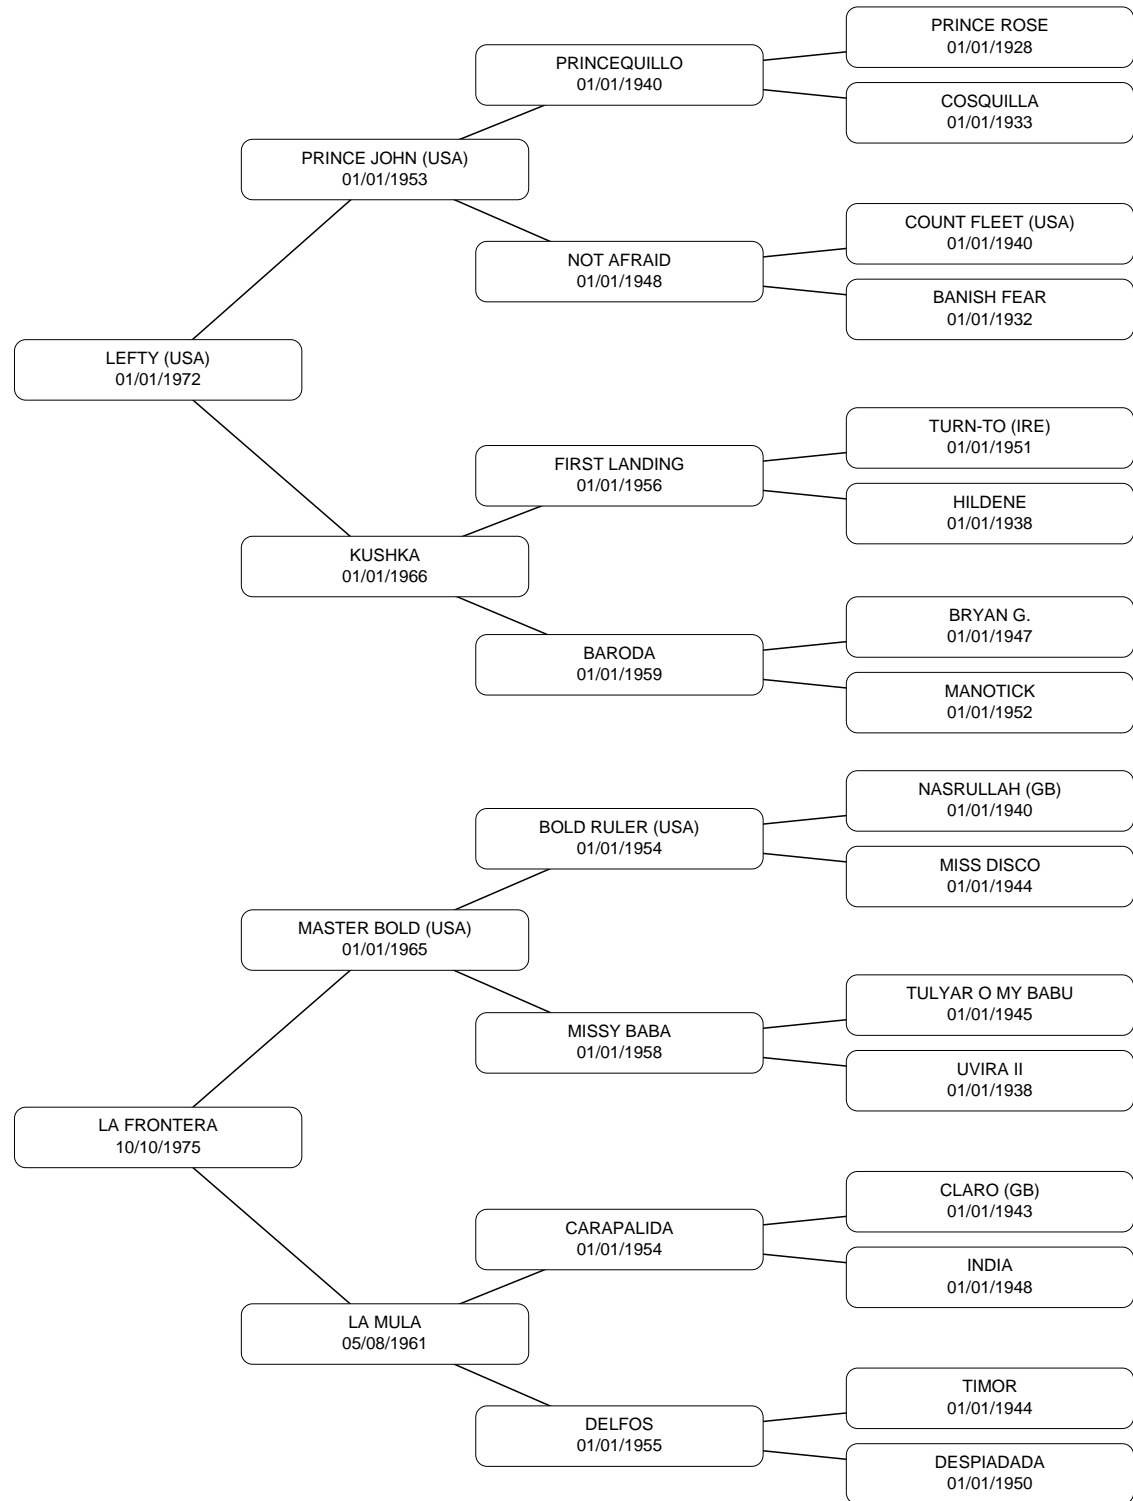 PRINCE ROSE
01/01/1928
PRINCEQUILLO
01/01/1940
COSQUILLA
01/01/1933
PRINCE JOHN (USA)
01/01/1953
COUNT FLEET (USA)
01/01/1940
NOT AFRAID
01/01/1948
BANISH FEAR
01/01/1932
LEFTY (USA)
01/01/1972
TURN-TO (IRE)
01/01/1951
FIRST LANDING
01/01/1956
HILDENE
01/01/1938
KUSHKA
01/01/1966
BRYAN G.
01/01/1947
BARODA
01/01/1959
MANOTICK
01/01/1952
NASRULLAH (GB)
01/01/1940
BOLD RULER (USA)
01/01/1954
MISS DISCO
01/01/1944
MASTER BOLD (USA)
01/01/1965
TULYAR O MY BABU
01/01/1945
MISSY BABA
01/01/1958
UVIRA II
01/01/1938
LA FRONTERA
10/10/1975
CLARO (GB)
01/01/1943
CARAPALIDA
01/01/1954
INDIA
01/01/1948
LA MULA
05/08/1961
TIMOR
01/01/1944
DELFOS
01/01/1955
DESPIADADA
01/01/1950